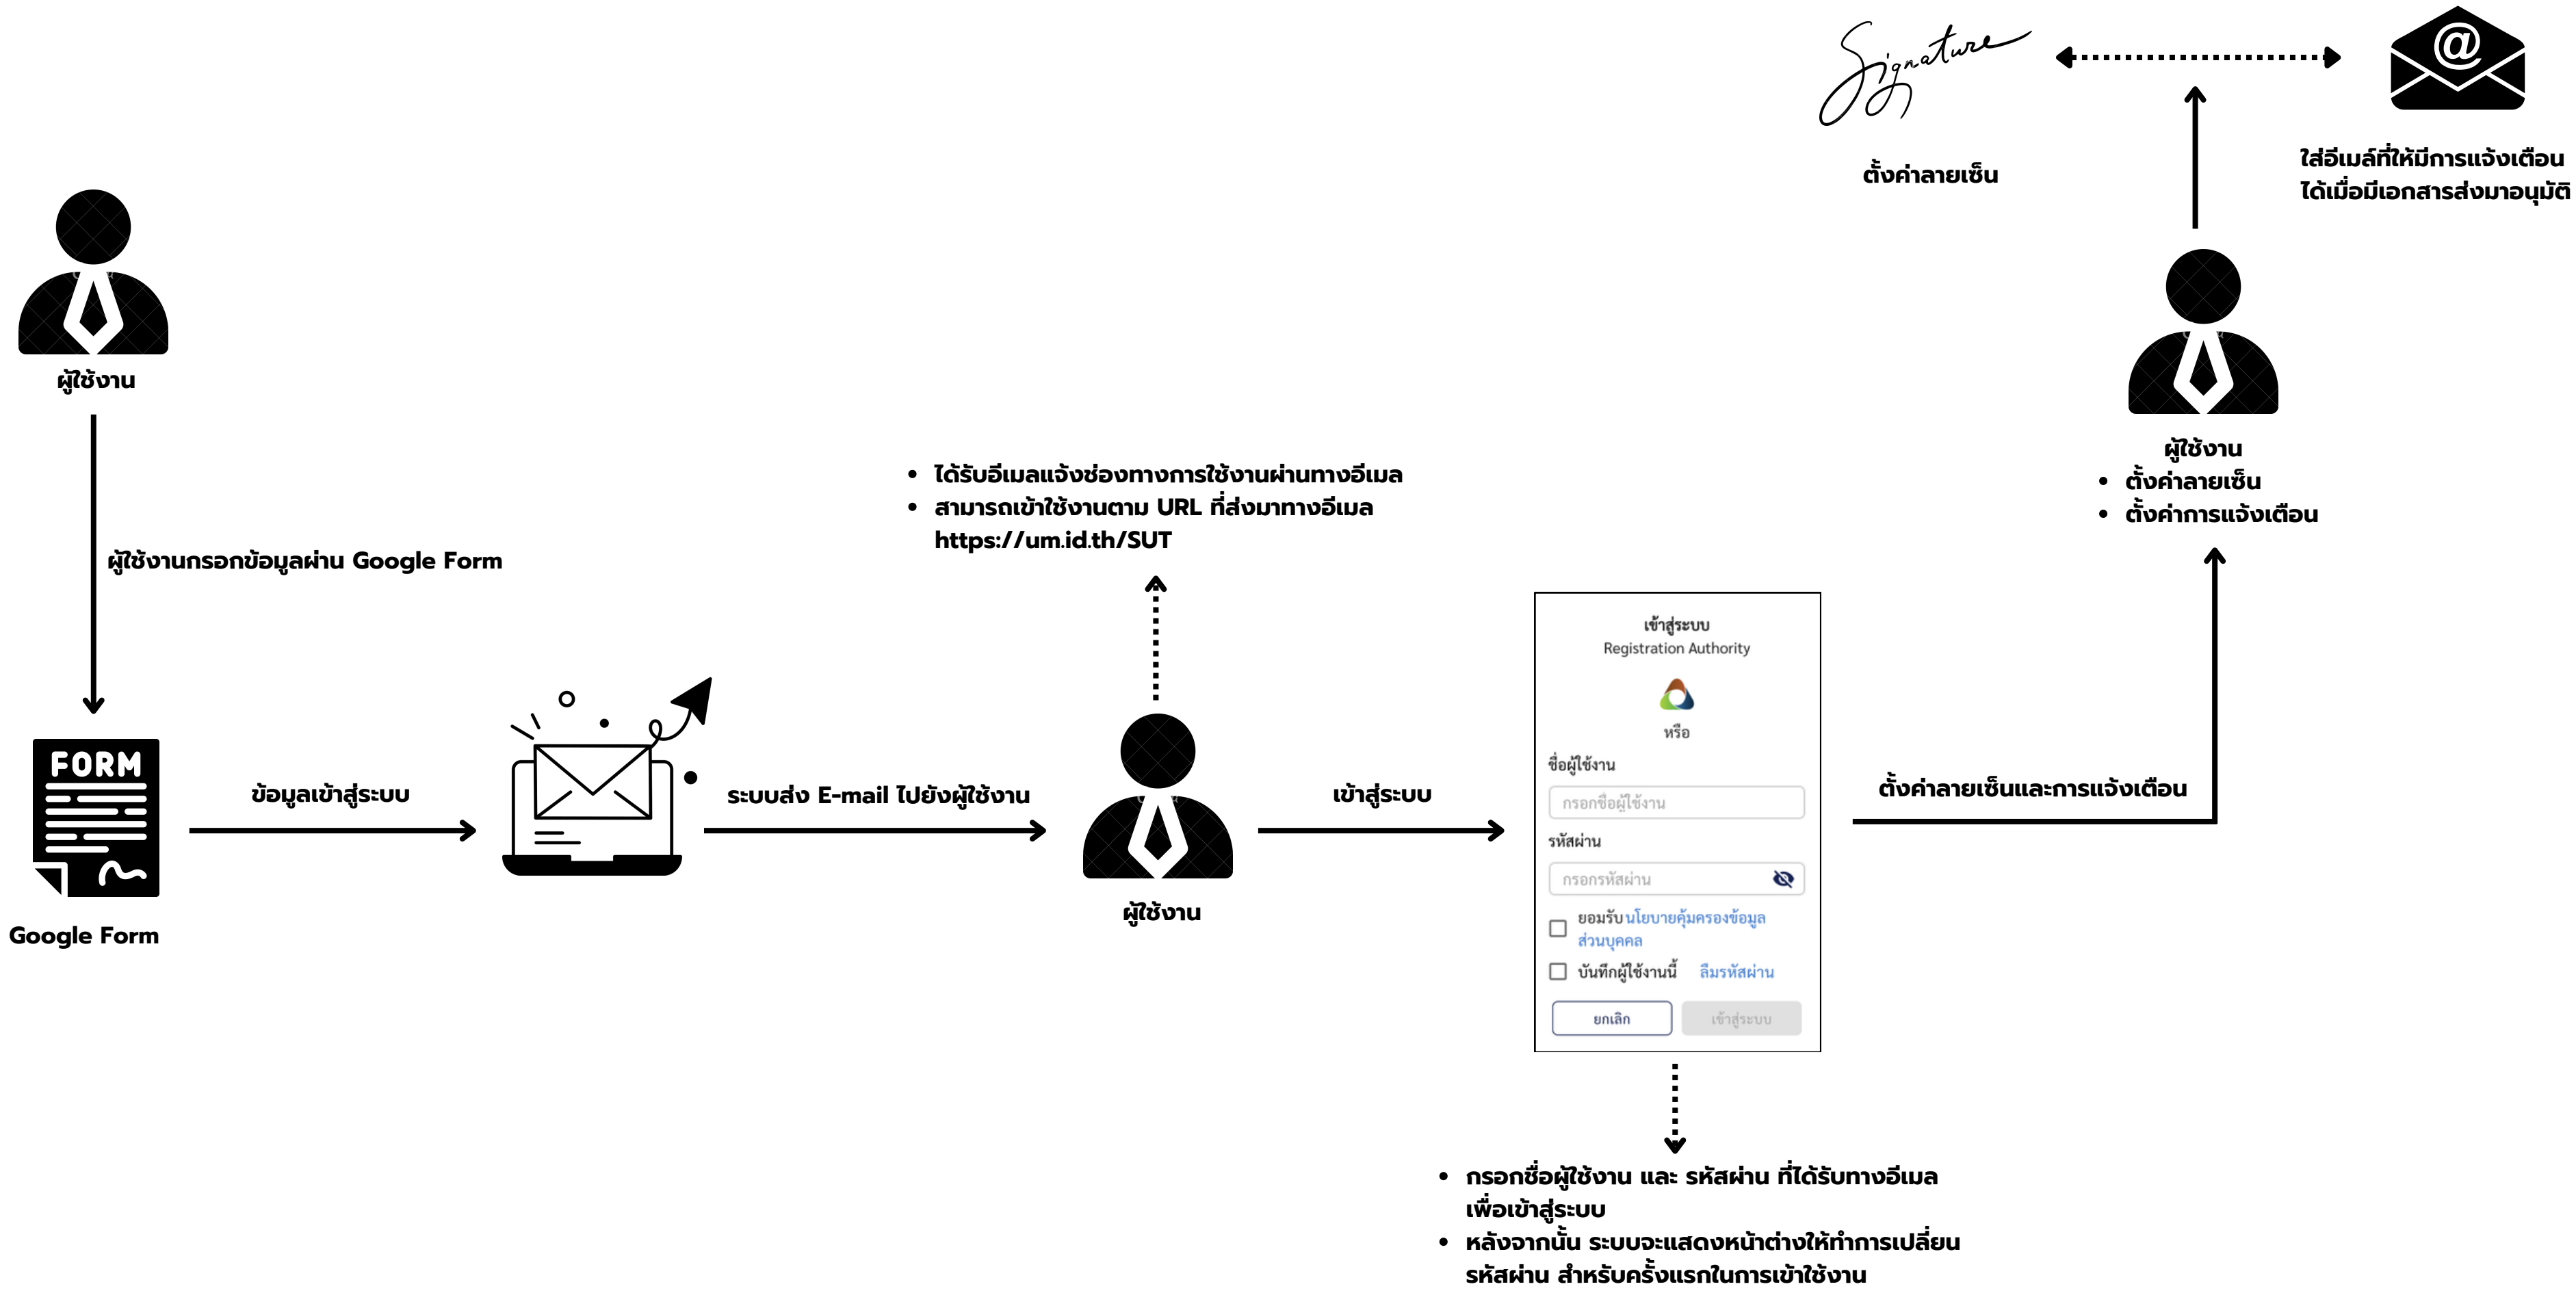 Signature
@
ตั้งค่าลายเซ็น
ใส่อีเมล์ที่ให้มีการแจ้งเตือน
ได้เมื่อมีเอกสารส่งมาอนุมัติ
ผู้ใช้งาน
ผู้ใช้งาน
• ตั้งค่าลายเซ็น
• ตั้งค่าการแจ้งเตือน
ผู้ใช้งานกรอกข้อมูลผ่าน Google Form
• ได้รับอีเมลแจ้งช่องทางการใช้งานผ่านทางอีเมล
• สามารถเข้าใช้งานตาม URL ที่ส่งมาทางอีเมล
https://um.id.th/SUT
FORM
Google Form
ข้อมูลเข้าสู่ระบบ
ระบบส่ง E-mail ไปยังผู้ใช้งาน
ผู้ใช้งาน
เข้าสู่ระบบ
เข้าสู่ระบบ
Registration Authority
หรือ
ชื่อผู้ใช้งาน
กรอกชื่อผู้ใช้งาน
รหัสผ่าน
กรอกรหัสผ่าน
ยอมรับนโยบายคุ้มครองข้อมูล
ส่วนบุคคล
บันทึกผู้ใช้งานนี้ ลืมรหัสผ่าน
ยกเลิก เข้าสู่ระบบ
ตั้งค่าลายเซ็นและการแจ้งเตือน
• กรอกชื่อผู้ใช้งาน และ รหัสผ่าน ที่ได้รับทางอีเมล
เพื่อเข้าสู่ระบบ
• หลังจากนั้น ระบบจะแสดงหน้าต่างให้ทำการเปลี่ยน
รหัสผ่าน สำหรับครั้งแรกในการเข้าใช้งาน